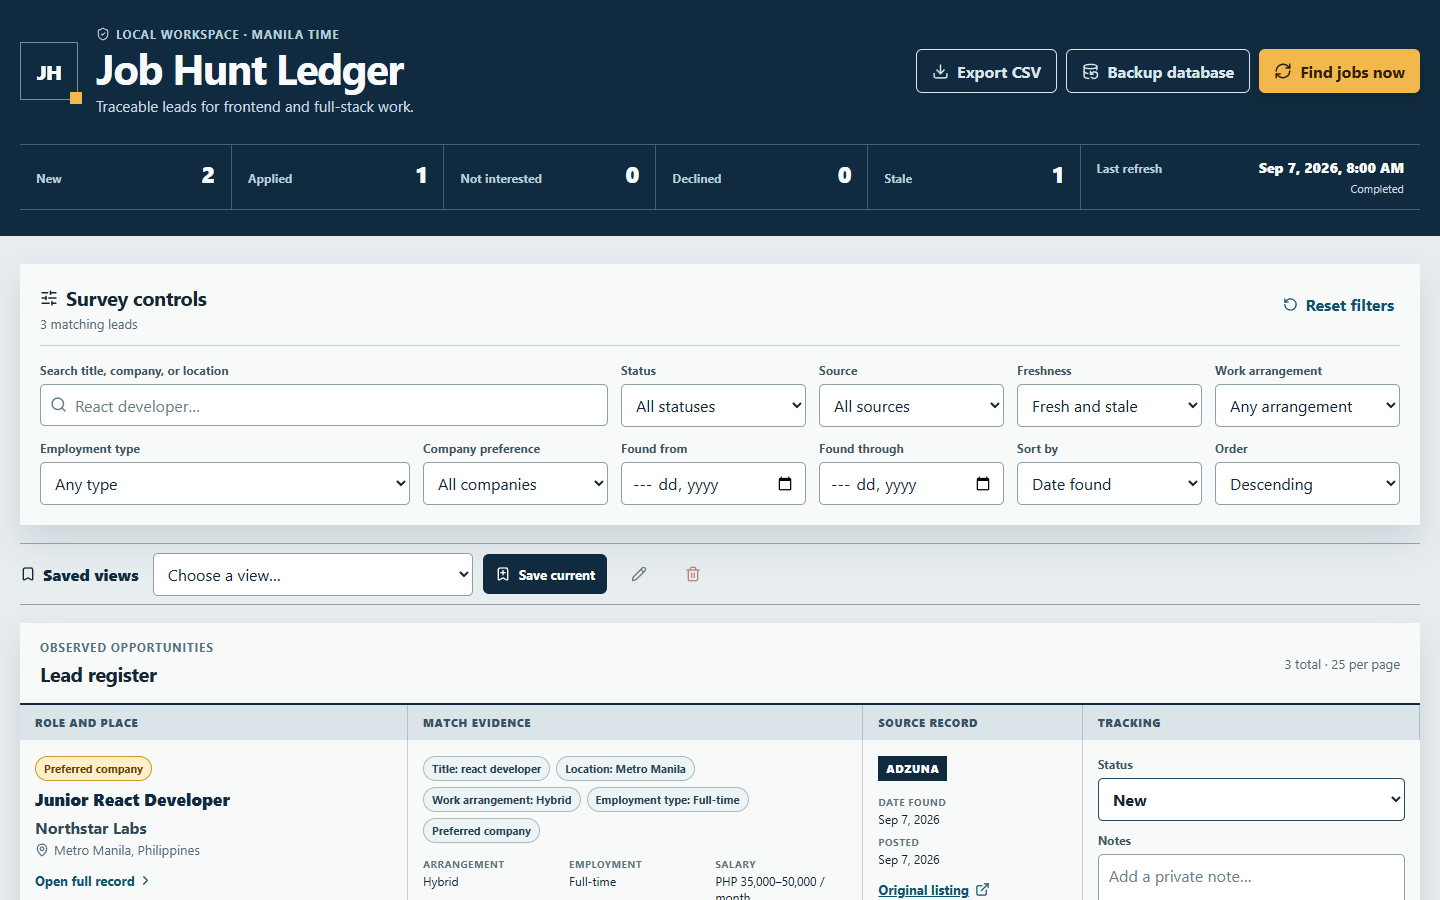 LOCAL WORKSPACE · MANILA TIME
JH
Job Hunt Ledger
Traceable leads for frontend and full-stack work.
Export CSV
Backup database
Find jobs now
New 2
Applied 1
Not interested 0
Declined 0
Stale 1
Last refresh Sep 7, 2026, 8:00 AM
Completed
Survey controls
3 matching leads
Reset filters
Search title, company, or location
Status
Source
Freshness
Work arrangement
React developer...
All statuses
All sources
Fresh and stale
Any arrangement
Employment type
Company preference
Found from
Found through
Sort by
Order
Any type
All companies
--- dd, yyyy
--- dd, yyyy
Date found
Descending
Saved views
Choose a view...
Save current
OBSERVED OPPORTUNITIES
Lead register
3 total · 25 per page
ROLE AND PLACE
MATCH EVIDENCE
SOURCE RECORD
TRACKING
Preferred company
Junior React Developer
Northstar Labs
Metro Manila, Philippines
Open full record
Title: react developer
Location: Metro Manila
Work arrangement: Hybrid
Employment type: Full-time
Preferred company
ARRANGEMENT
Hybrid
EMPLOYMENT
Full-time
SALARY
PHP 35,000–50,000 /
month
ADZUNA
DATE FOUND
Sep 7, 2026
POSTED
Sep 7, 2026
Original listing
Status
New
Notes
Add a private note...